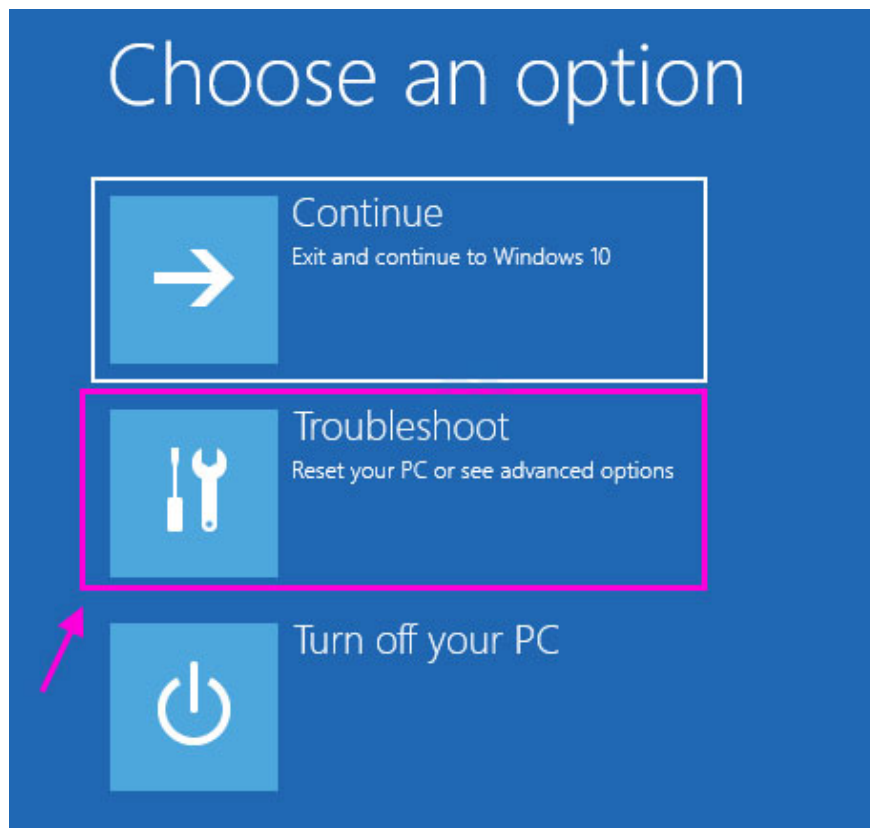 Choose an option
Continue
Exit and continue to Windows 10
Troubleshoot
Reset your PC or see advanced options
Turn off your PC